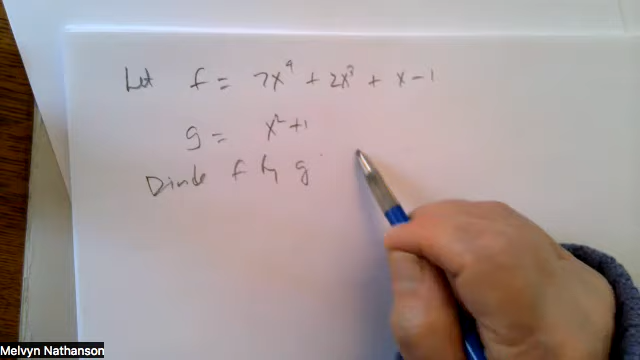 Let f = 7x⁴ + 2x³ + x - 1
g = x² + 1
Divide f by g.
Melvyn Nathanson